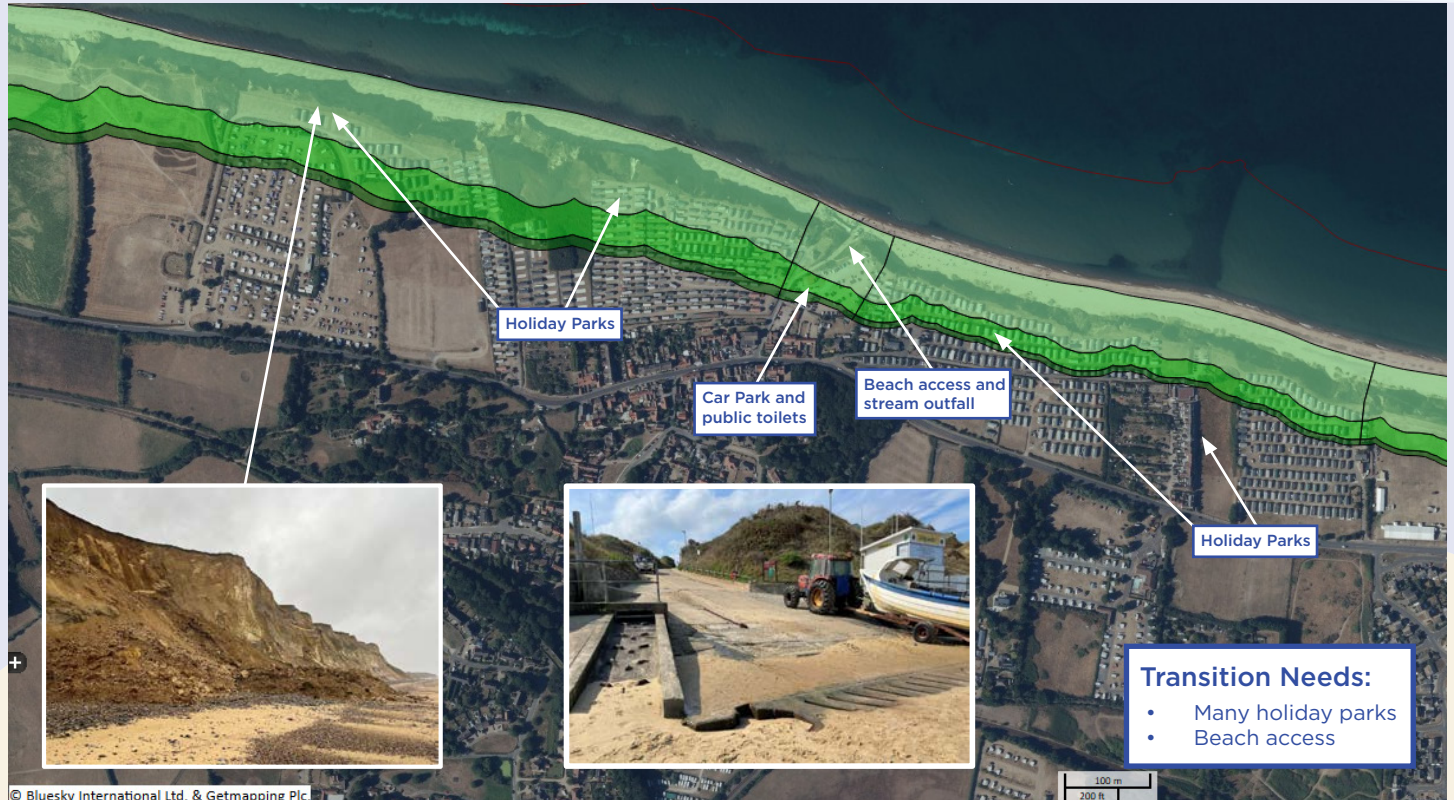 Holiday Parks
Car Park and
public toilets
Beach access and
stream outfall
Holiday Parks
Transition Needs:
• Many holiday parks
• Beach access
100 m
200 ft
© Bluesky International Ltd. & Getmapping Plc.